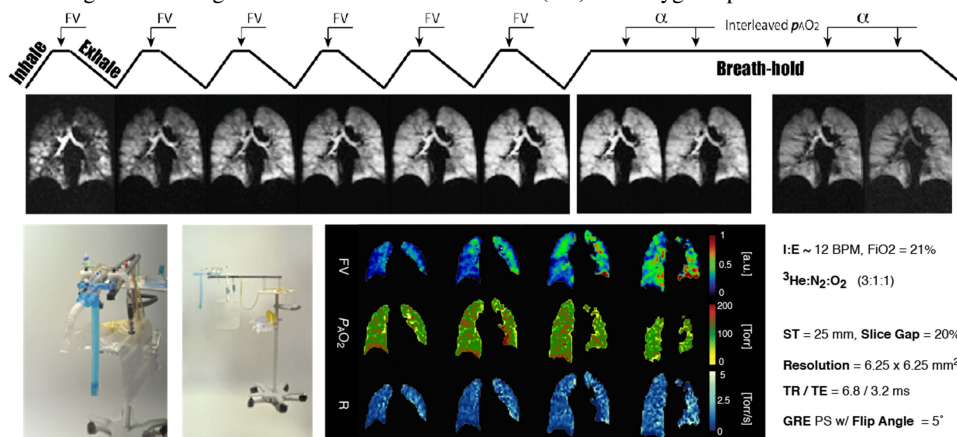 FV FV FV FV FV FV α Interleaved pAO2 α
Inhale
Exhale
Breath-hold
FV
1
0.5
0
[a.u.]
PAO2
200
100
0
[Torr]
R
5
2.5
0
[Torr/s]
I:E ~ 12 BPM, FiO2 = 21%
³He:N₂:O₂ (3:1:1)
ST = 25 mm, Slice Gap = 20%
Resolution = 6.25 x 6.25 mm²
TR / TE = 6.8 / 3.2 ms
GRE PS w/ Flip Angle = 5°